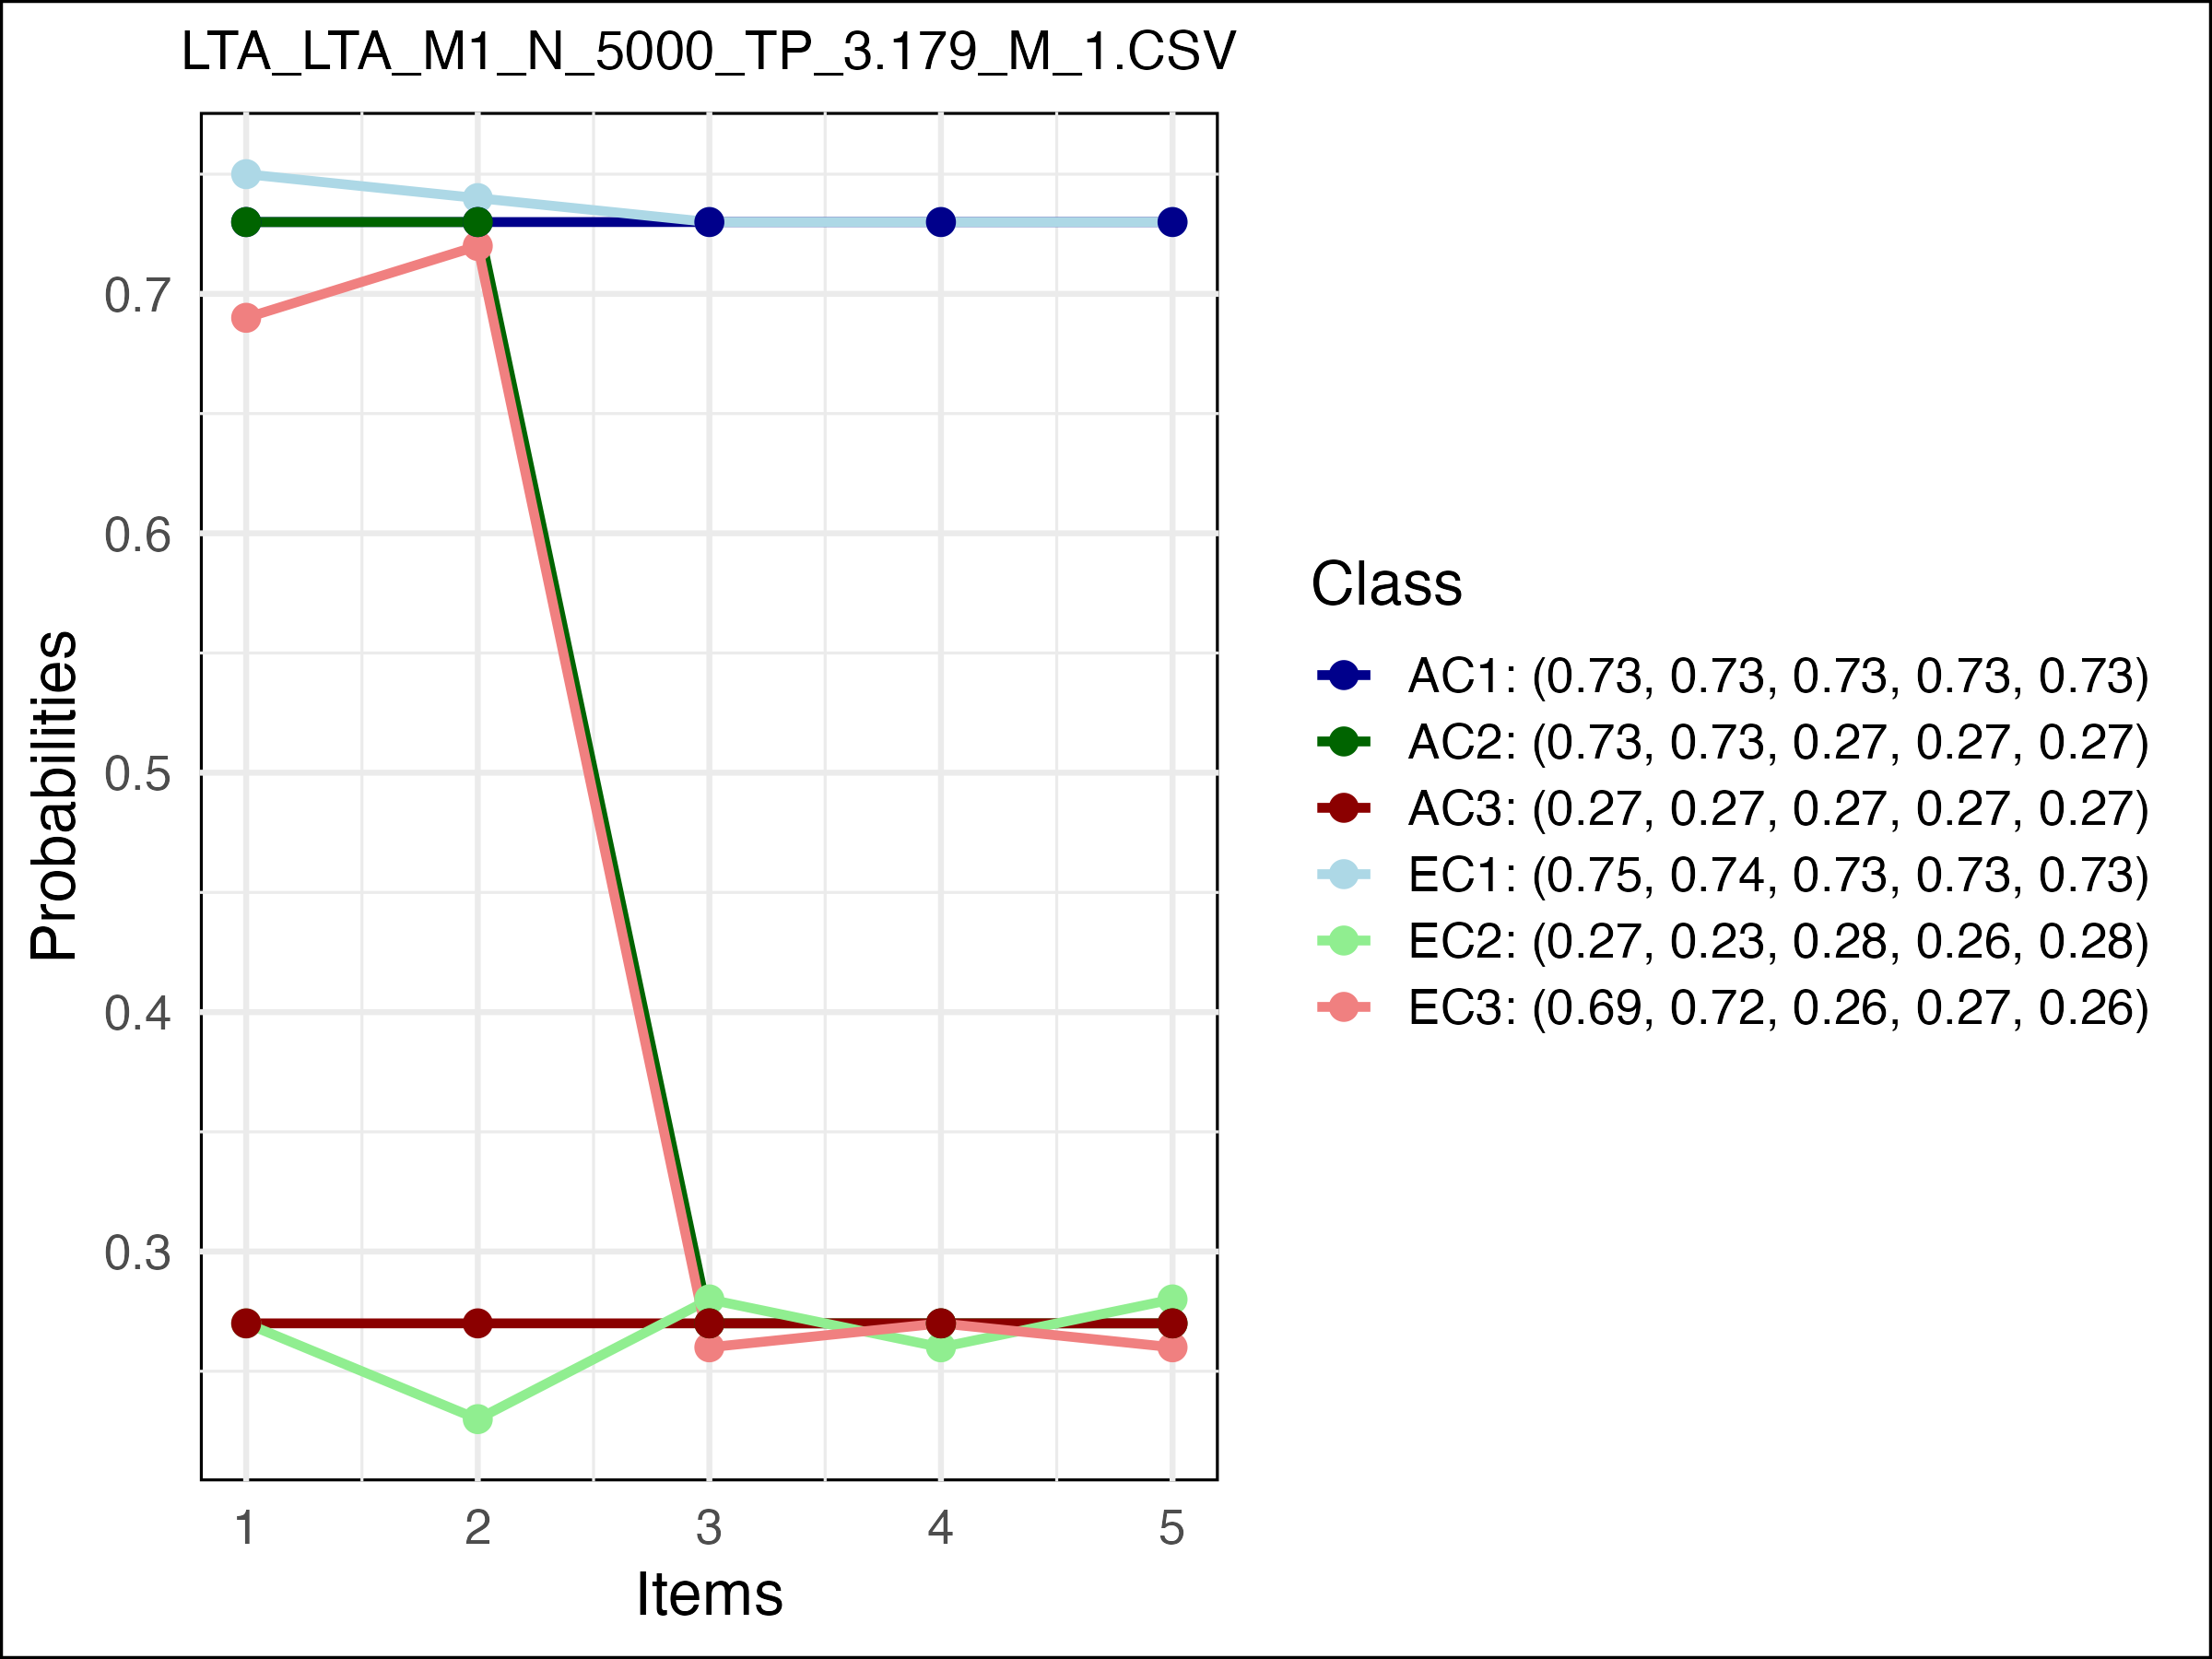 LTA_LTA_M1_N_5000_TP_3.179_M_1.CSV
Probabilities
0.7
0.6
0.5
0.4
0.3
1 2 3 4 5
Items
Class
AC1: (0.73, 0.73, 0.73, 0.73, 0.73)
AC2: (0.73, 0.73, 0.27, 0.27, 0.27)
AC3: (0.27, 0.27, 0.27, 0.27, 0.27)
EC1: (0.75, 0.74, 0.73, 0.73, 0.73)
EC2: (0.27, 0.23, 0.28, 0.26, 0.28)
EC3: (0.69, 0.72, 0.26, 0.27, 0.26)